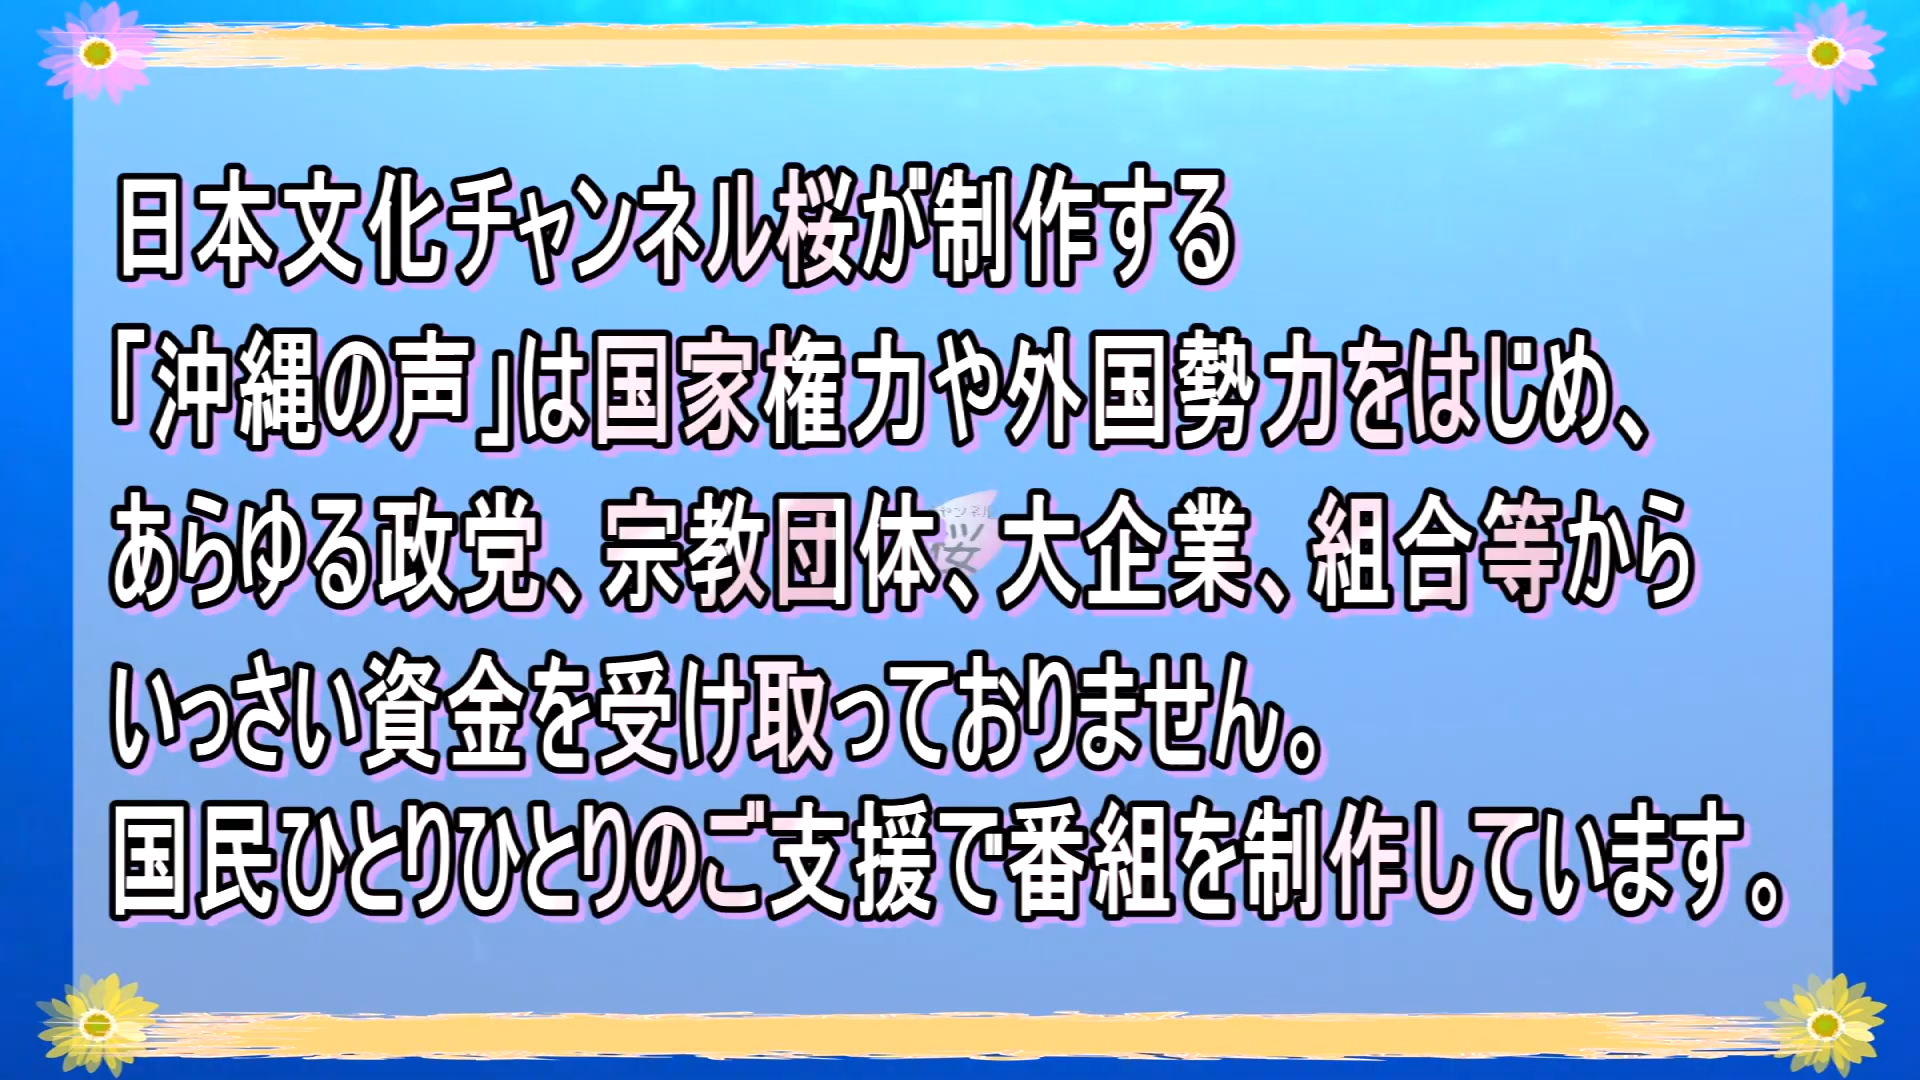 日本文化チャンネル桜が制作する
「沖縄の声」は国家権力や外国勢力をはじめ、
あらゆる政党、宗教団体、大企業、組合等から
いっさい資金を受け取っておりません。
国民ひとりひとりのご支援で番組を制作しています。